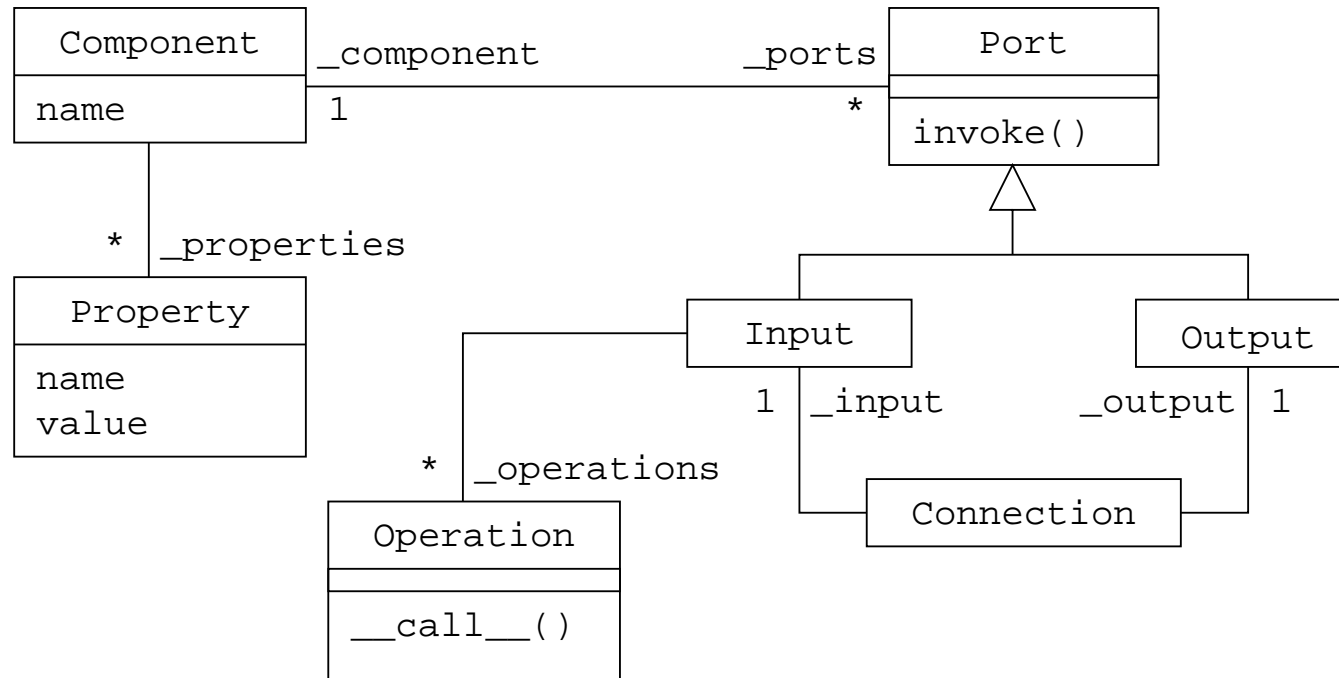 Component
name
_component
1
_ports
*
Port
invoke()
* _properties
Property
name
value
Input
Output
1 _input
_output 1
* _operations
Operation
__call__()
Connection